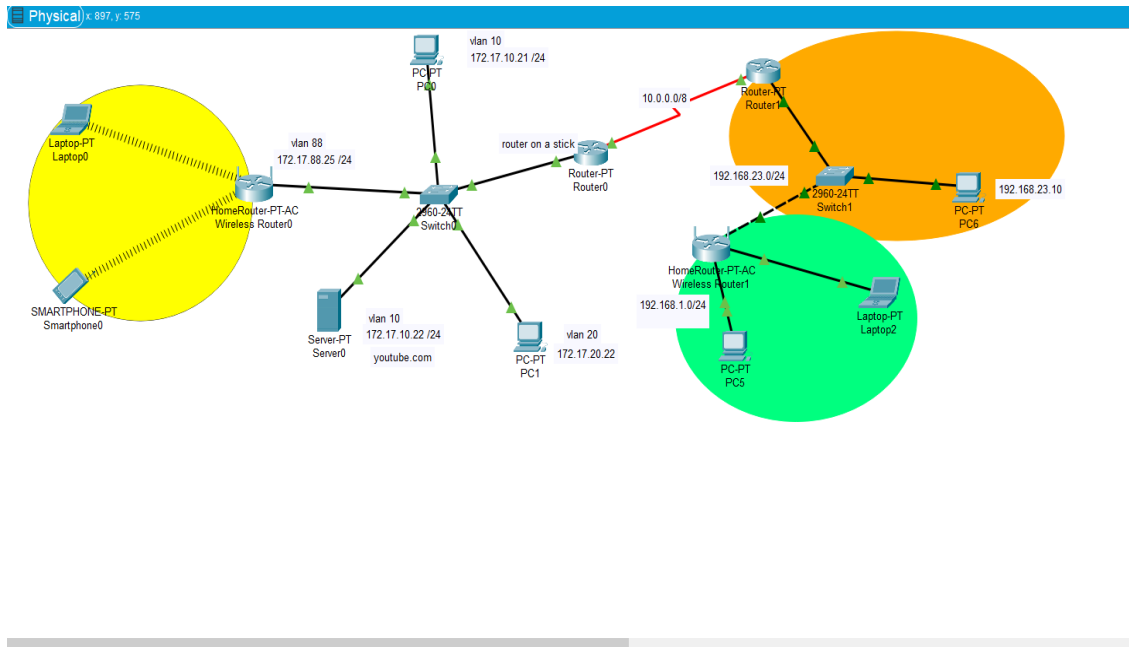 Physical x: 897, y: 575
vlan 10
172.17.10.21 /24
PC-PT
PC0
10.0.0.0/8
Router-PT
Router1
Laptop-PT
Laptop0
vlan 88
172.17.88.25 /24
router on a stick
Router-PT
Router0
192.168.23.0/24
2960-24TT
Switch1
192.168.23.10
PC-PT
PC6
HomeRouter-PT-AC
Wireless Router0
2960-24TT
Switch0
HomeRouter-PT-AC
Wireless Router1
SMARTPHONE-PT
Smartphone0
192.168.1.0/24
Laptop-PT
Laptop2
Server-PT
Server0
vlan 10
172.17.10.22 /24
youtube.com
vlan 20
172.17.20.22
PC-PT
PC1
PC-PT
PC5